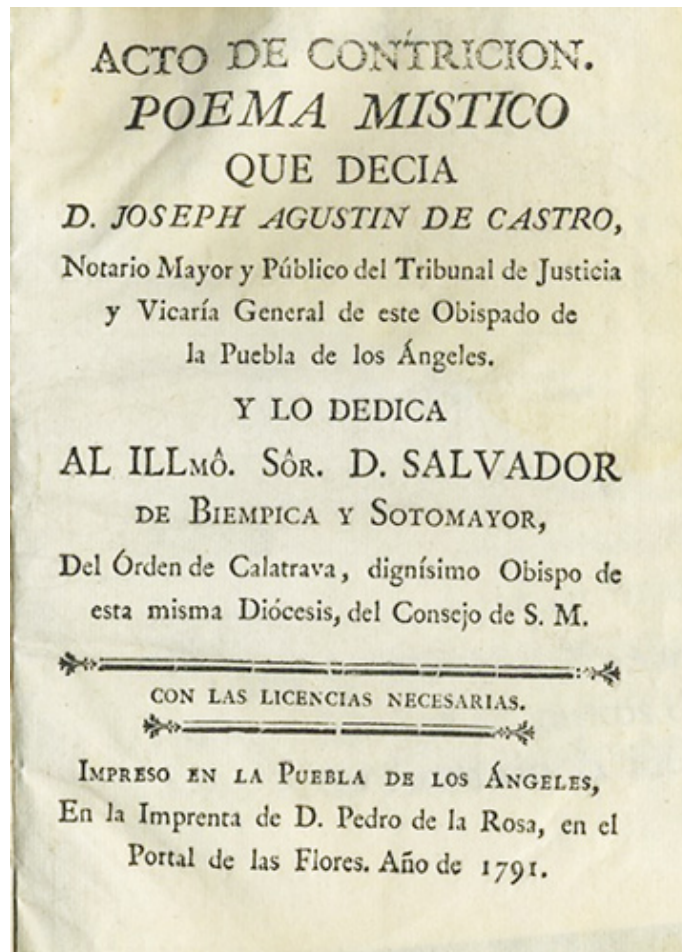 ACTO DE CONTRICION.
POEMA MISTICO
QUE DECIA
D. JOSEPH AGUSTIN DE CASTRO,
Notario Mayor y Público del Tribunal de Justicia
y Vicaría General de este Obispado de
la Puebla de los Ángeles.
Y LO DEDICA
AL ILLMÔ. SÔR. D. SALVADOR
DE BIEMPICA Y SOTOMAYOR,
Del Órden de Calatrava, dignísimo Obispo de
esta misma Diócesis, del Consejo de S. M.
CON LAS LICENCIAS NECESARIAS.
IMPRESO EN LA PUEBLA DE LOS ÁNGELES,
En la Imprenta de D. Pedro de la Rosa, en el
Portal de las Flores. Año de 1791.